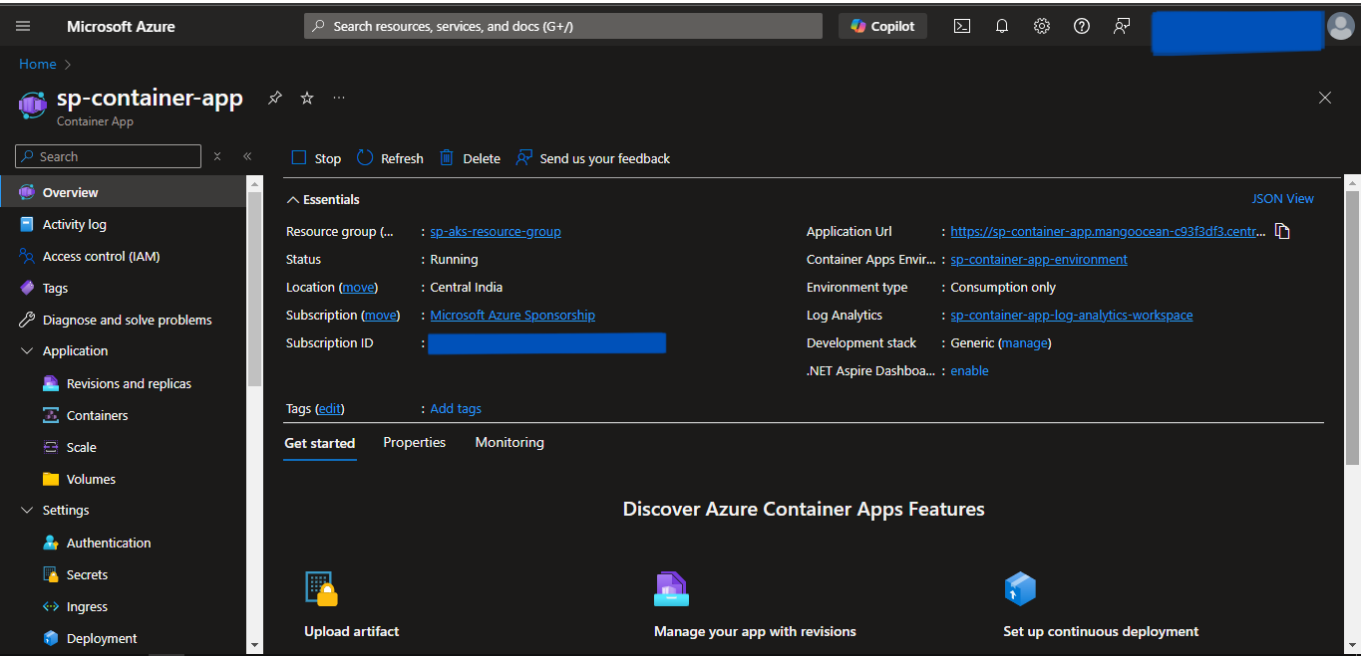 Microsoft Azure
Search resources, services, and docs (G+/)
Copilot
Home >
sp-container-app
Container App
Search
Overview
Activity log
Access control (IAM)
Tags
Diagnose and solve problems
Application
Revisions and replicas
Containers
Scale
Volumes
Settings
Authentication
Secrets
Ingress
Deployment
Stop Refresh Delete Send us your feedback
Essentials
JSON View
Resource group (... : sp-aks-resource-group
Status : Running
Location (move) : Central India
Subscription (move) : Microsoft Azure Sponsorship
Subscription ID :
Application Url : https://sp-container-app.mangoocean-c93f3df3.centr...
Container Apps Envir... : sp-container-app-environment
Environment type : Consumption only
Log Analytics : sp-container-app-log-analytics-workspace
Development stack : Generic (manage)
.NET Aspire Dashboa... : enable
Tags (edit) : Add tags
Get started Properties Monitoring
Discover Azure Container Apps Features
Upload artifact
Manage your app with revisions
Set up continuous deployment